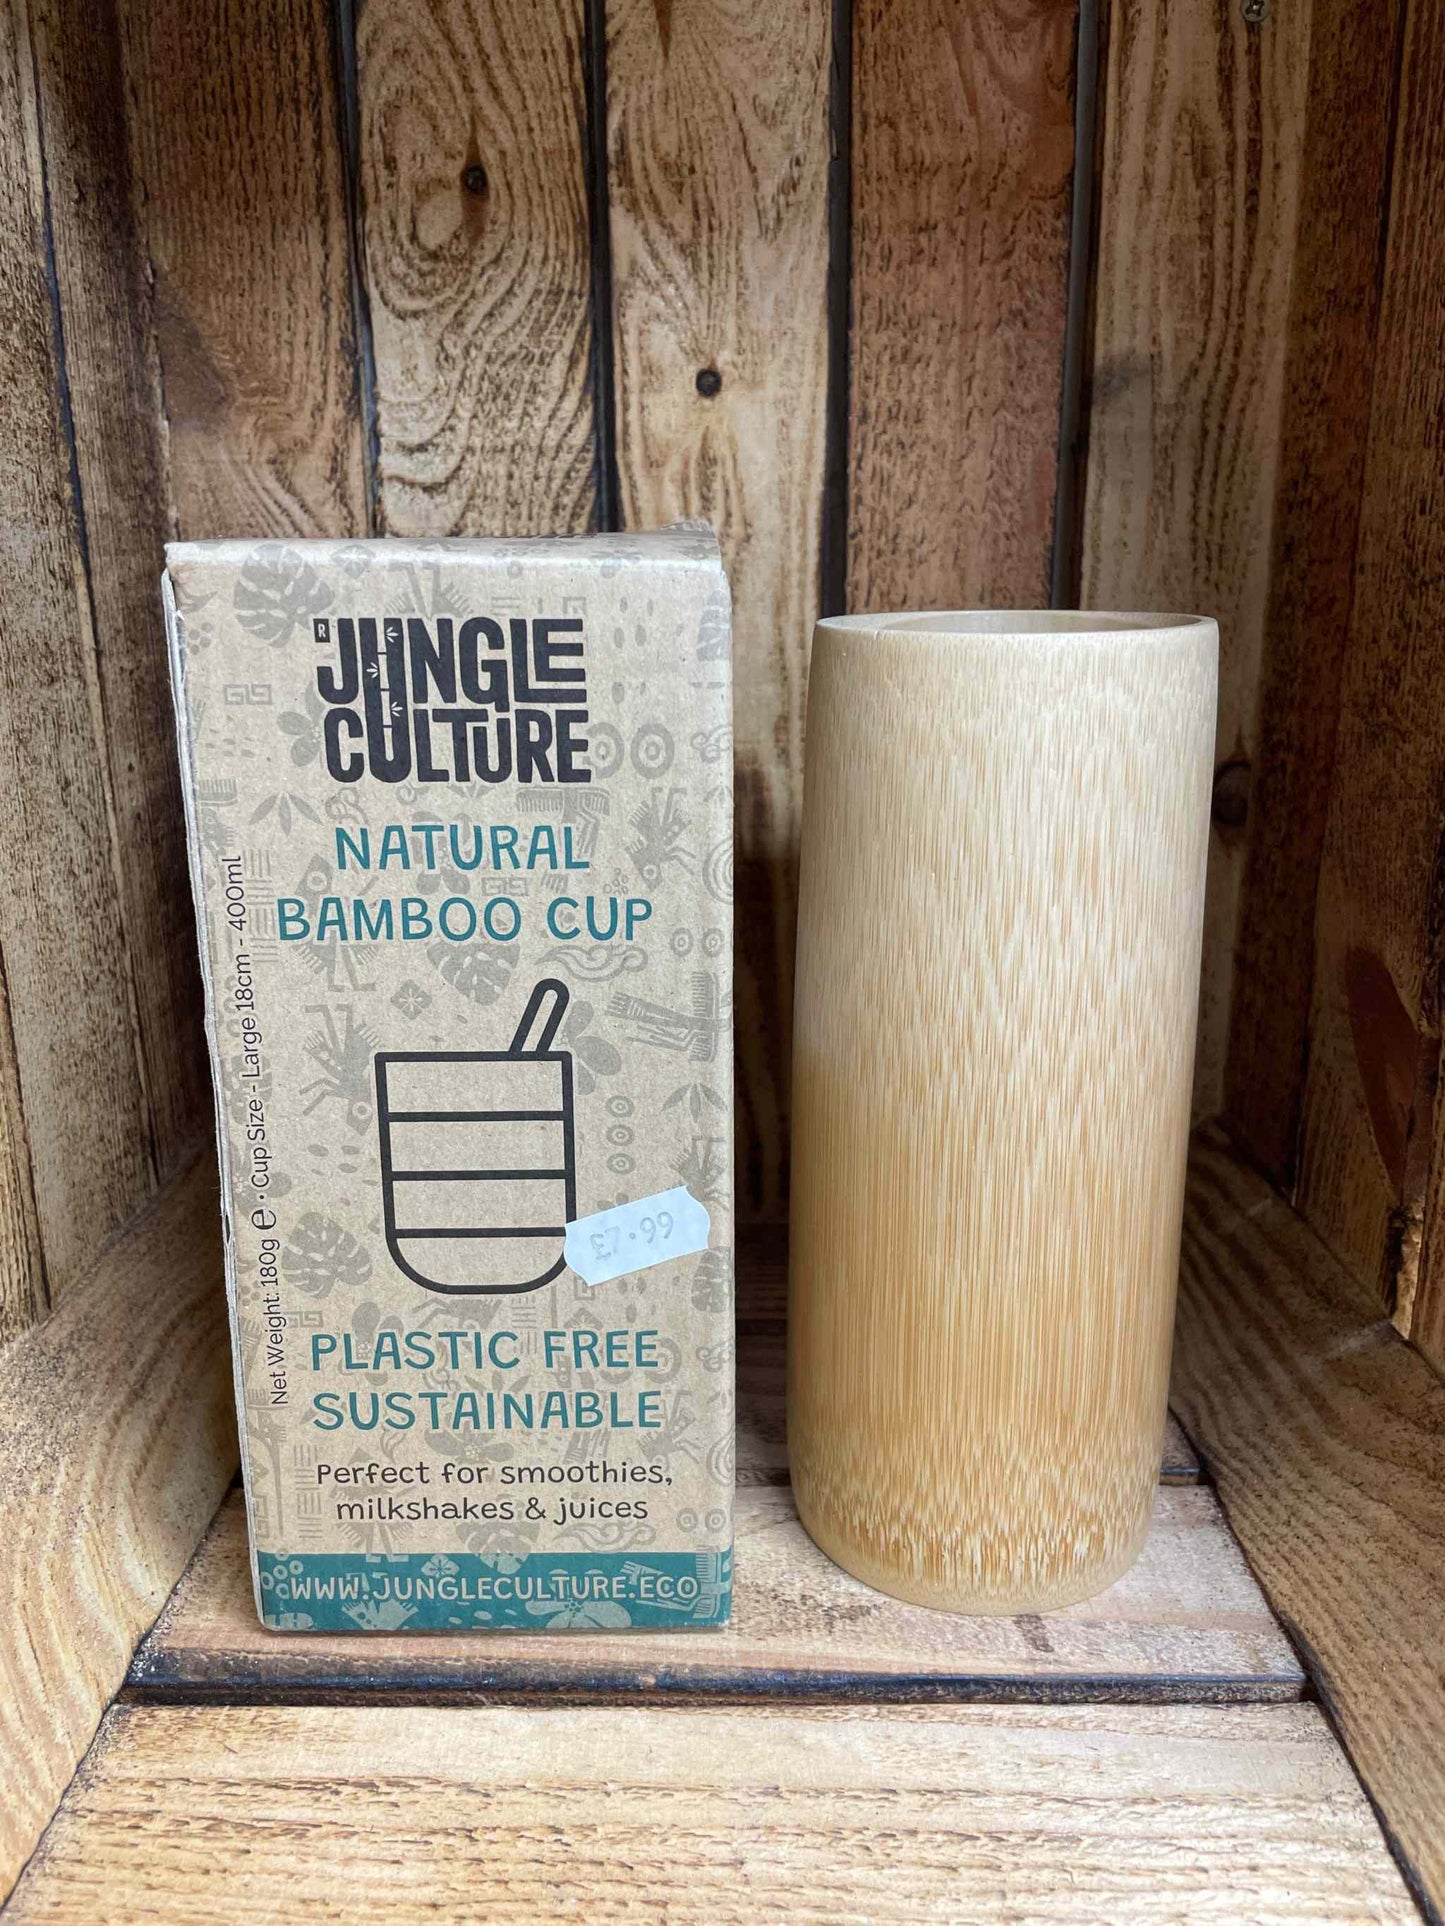 JUNGLE
CULTURE
NATURAL
BAMBOO CUP
Net Weight: 180g ℮ • Cup Size - Large 18cm - 400ml
£7.99
PLASTIC FREE
SUSTAINABLE
Perfect for smoothies,
milkshakes & juices
WWW.JUNGLECULTURE.ECO